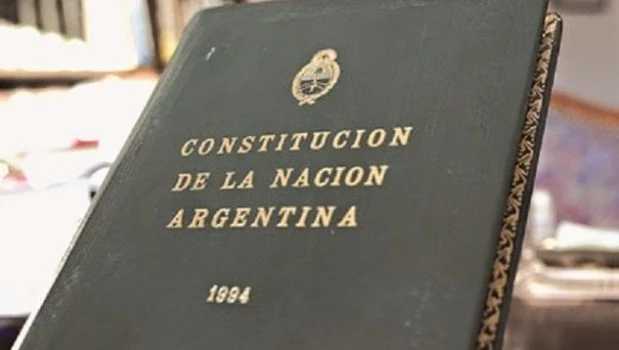 CONSTITUCION
DE LA NACION
ARGENTINA
1994